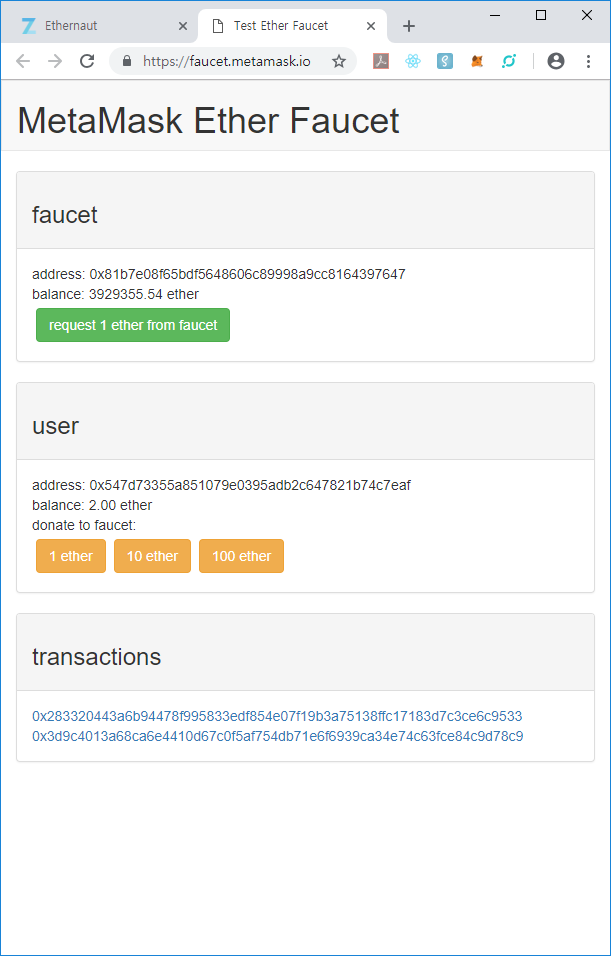 Ethernaut
Test Ether Faucet
https://faucet.metamask.io
MetaMask Ether Faucet
faucet
address: 0x81b7e08f65bdf5648606c89998a9cc8164397647
balance: 3929355.54 ether
request 1 ether from faucet
user
address: 0x547d73355a851079e0395adb2c647821b74c7eaf
balance: 2.00 ether
donate to faucet:
1 ether 10 ether 100 ether
transactions
0x283320443a6b94478f995833edf854e07f19b3a75138ffc17183d7c3ce6c9533
0x3d9c4013a68ca6e4410d67c0f5af754db71e6f6939ca34e74c63fce84c9d78c9